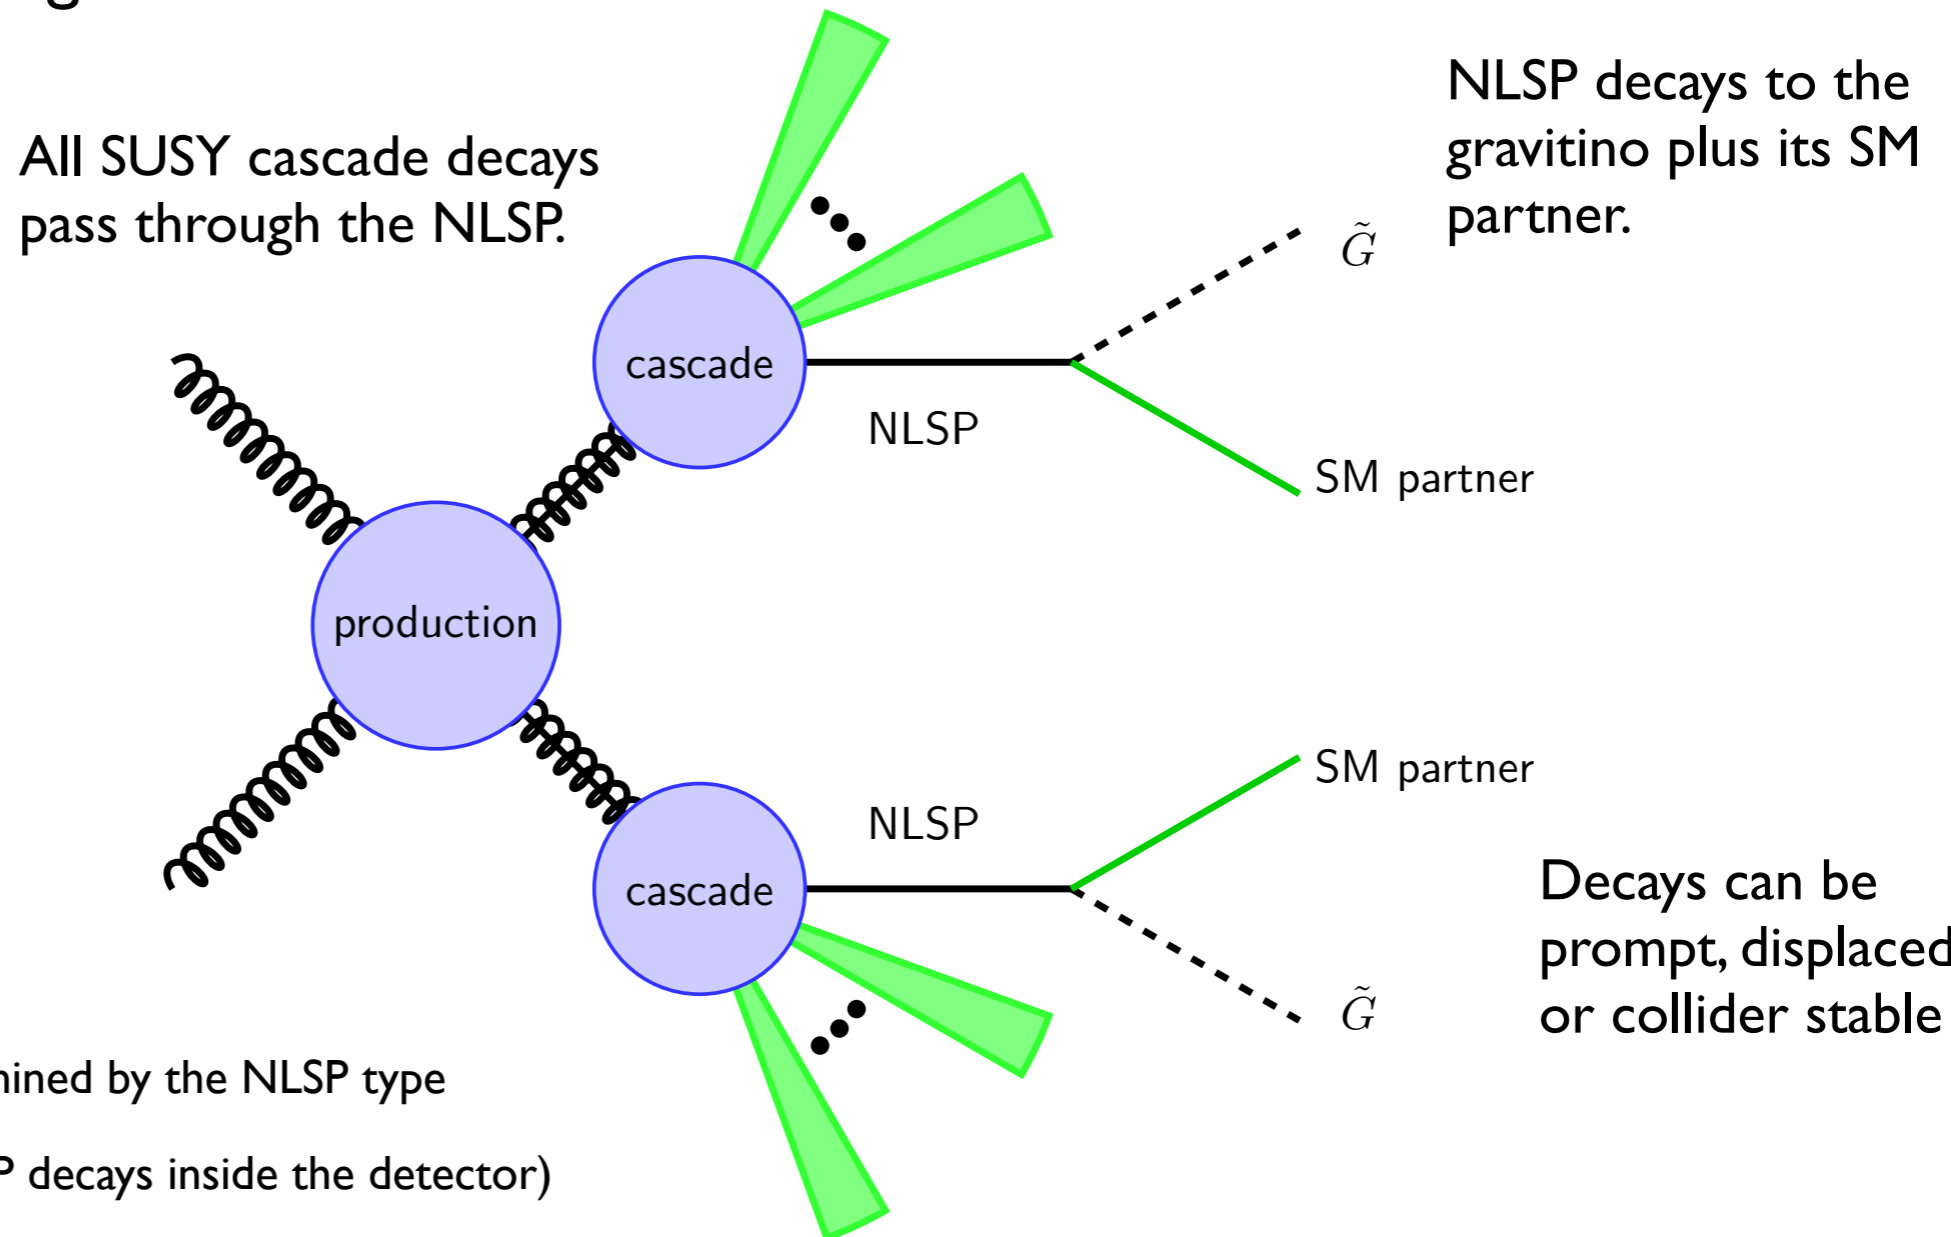 g
All SUSY cascade decays
pass through the NLSP.
NLSP decays to the
gravitino plus its SM
partner.
G̃
cascade
NLSP
SM partner
production
SM partner
NLSP
cascade
G̃
Decays can be
prompt, displaced
or collider stable
mined by the NLSP type
P decays inside the detector)